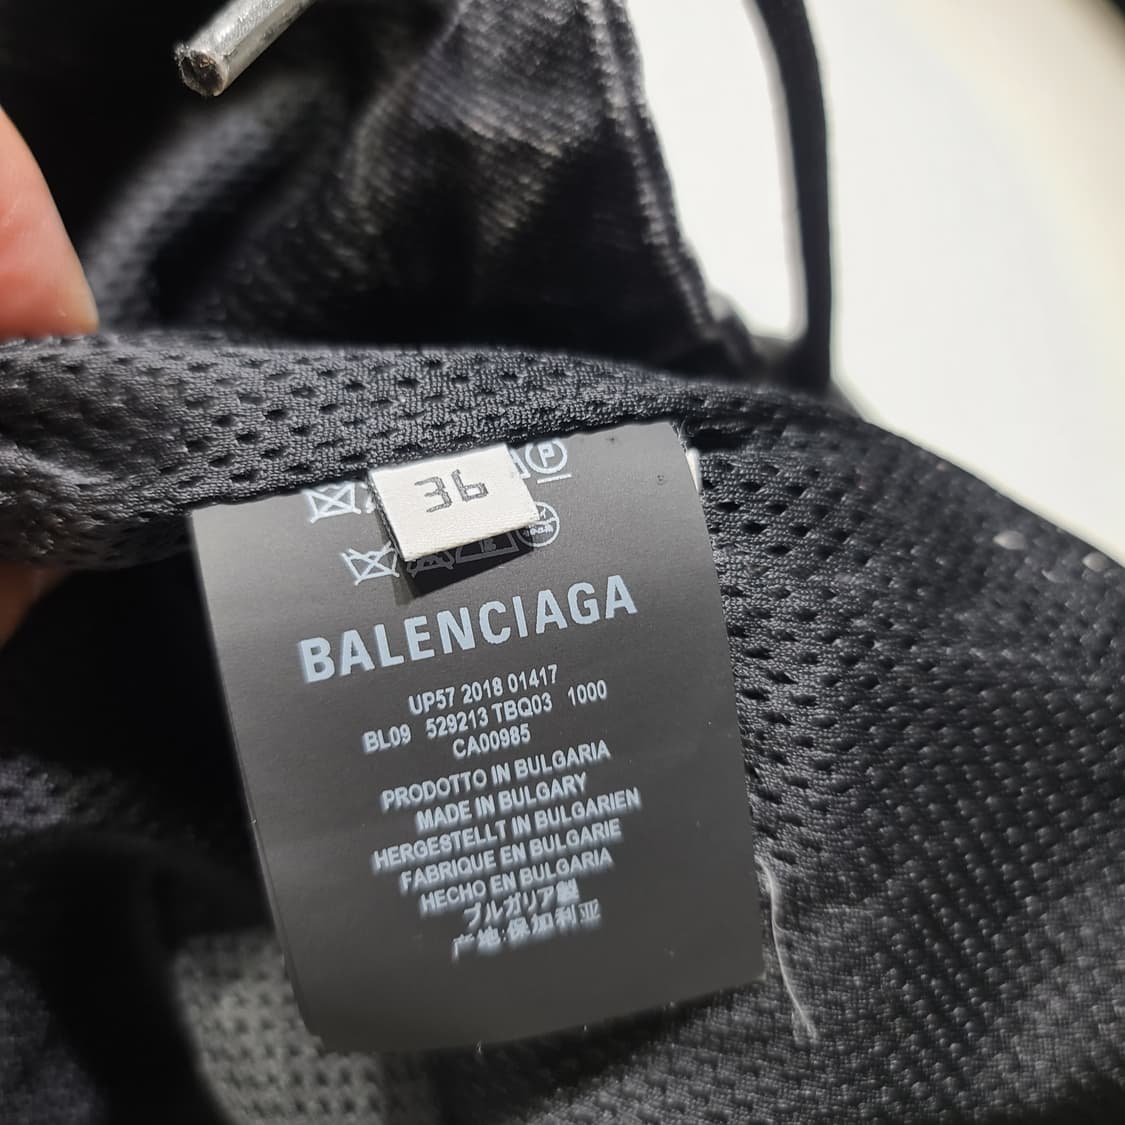 36
P
BALENCIAGA
UP57 2018 01417
BL09 529213 TBQ03 1000
CA00985
PRODOTTO IN BULGARIA
MADE IN BULGARY
HERGESTELLT IN BULGARIEN
FABRIQUE EN BULGARIE
HECHO EN BULGARIA
ブルガリア製
产地:保加利亚